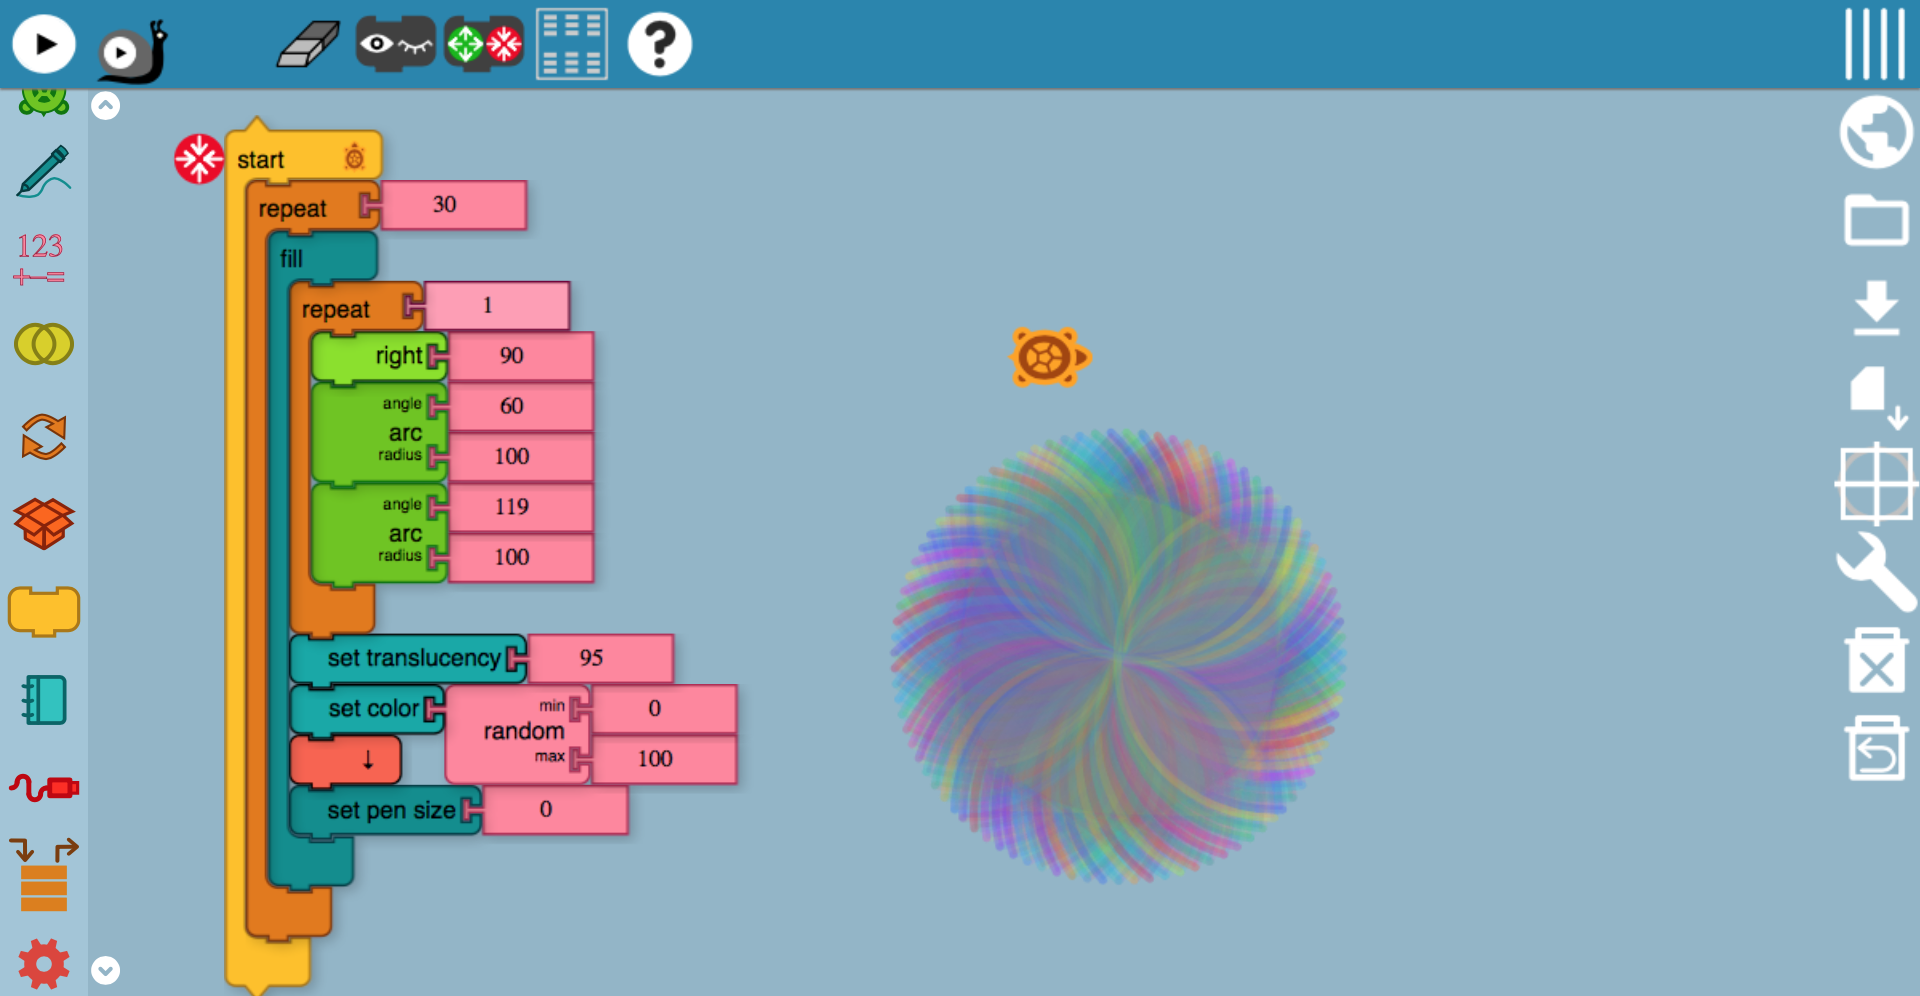 ?
123
+−=
start
repeat 30
fill
repeat 1
right 90
angle 60
arc
radius 100
angle 119
arc
radius 100
set translucency 95
set color random min 0
max 100
↓
set pen size 0